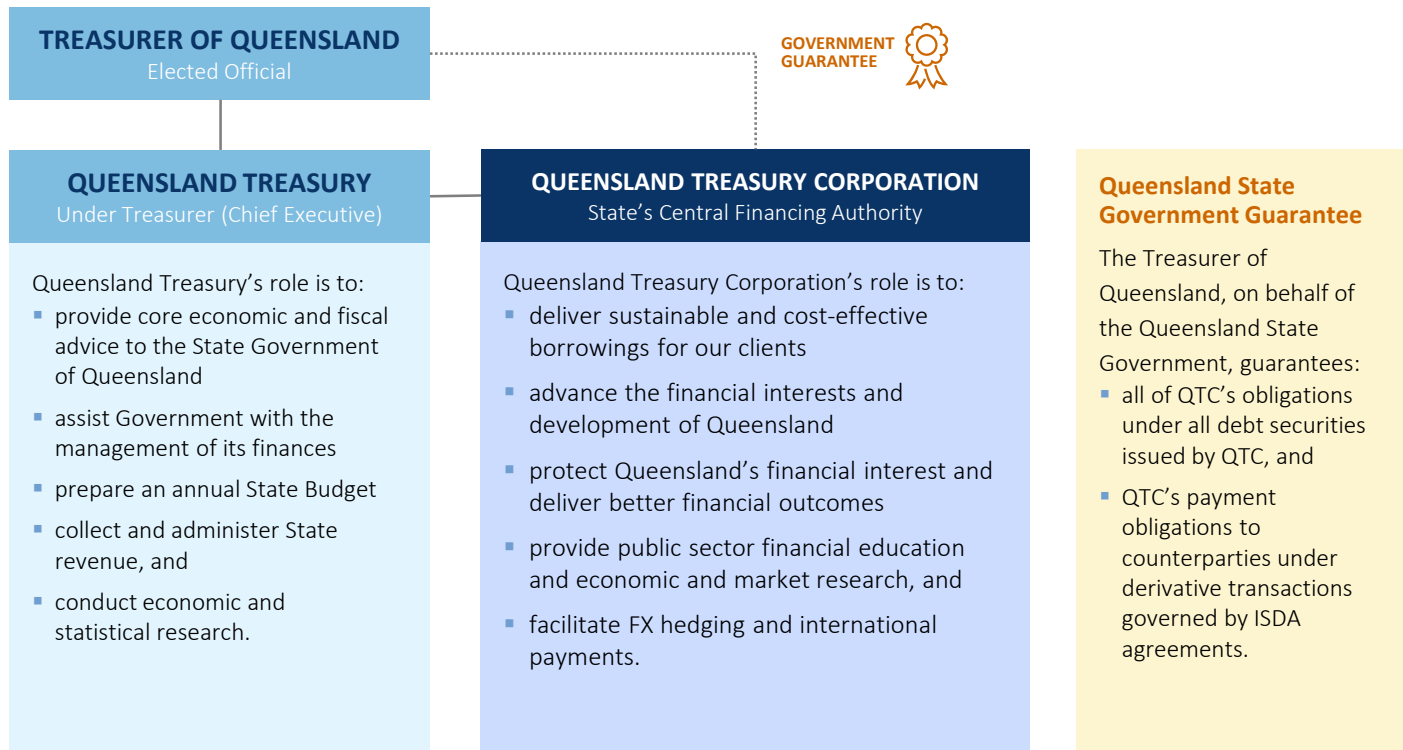 TREASURER OF QUEENSLAND
Elected Official
GOVERNMENT
GUARANTEE
QUEENSLAND TREASURY
Under Treasurer (Chief Executive)
Queensland Treasury's role is to:
▪ provide core economic and fiscal
advice to the State Government
of Queensland
▪ assist Government with the
management of its finances
▪ prepare an annual State Budget
▪ collect and administer State
revenue, and
▪ conduct economic and
statistical research.
QUEENSLAND TREASURY CORPORATION
State's Central Financing Authority
Queensland Treasury Corporation's role is to:
▪ deliver sustainable and cost-effective
borrowings for our clients
▪ advance the financial interests and
development of Queensland
▪ protect Queensland's financial interest and
deliver better financial outcomes
▪ provide public sector financial education
and economic and market research, and
▪ facilitate FX hedging and international
payments.
Queensland State
Government Guarantee
The Treasurer of
Queensland, on behalf of
the Queensland State
Government, guarantees:
▪ all of QTC's obligations
under all debt securities
issued by QTC, and
▪ QTC's payment
obligations to
counterparties under
derivative transactions
governed by ISDA
agreements.